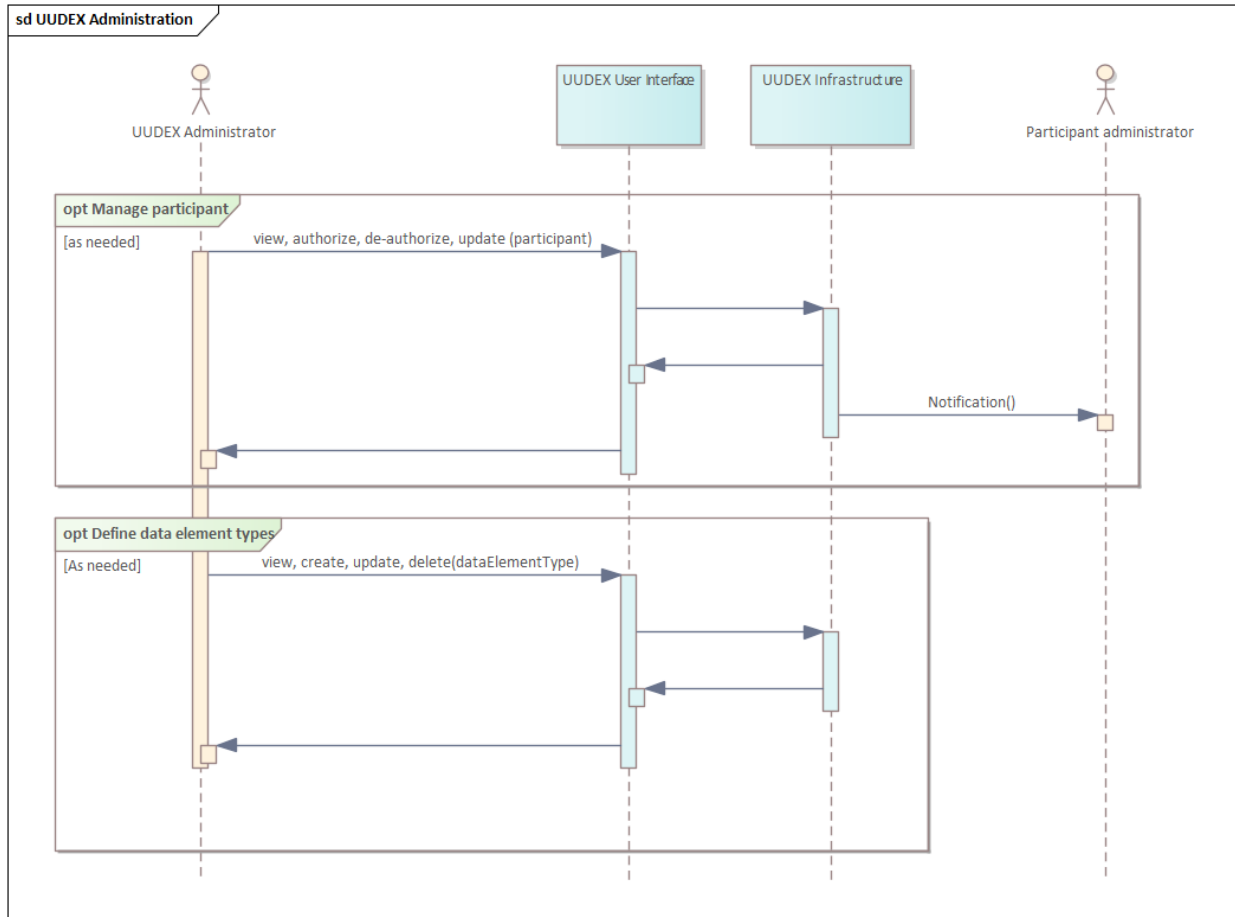 sd UUDEX Administration
UUDEX User Interface
UUDEX Infrastructure
UUDEX Administrator
Participant administrator
opt Manage participant
[as needed]
view, authorize, de-authorize, update (participant)
Notification()
opt Define data element types
[As needed]
view, create, update, delete(dataElementType)